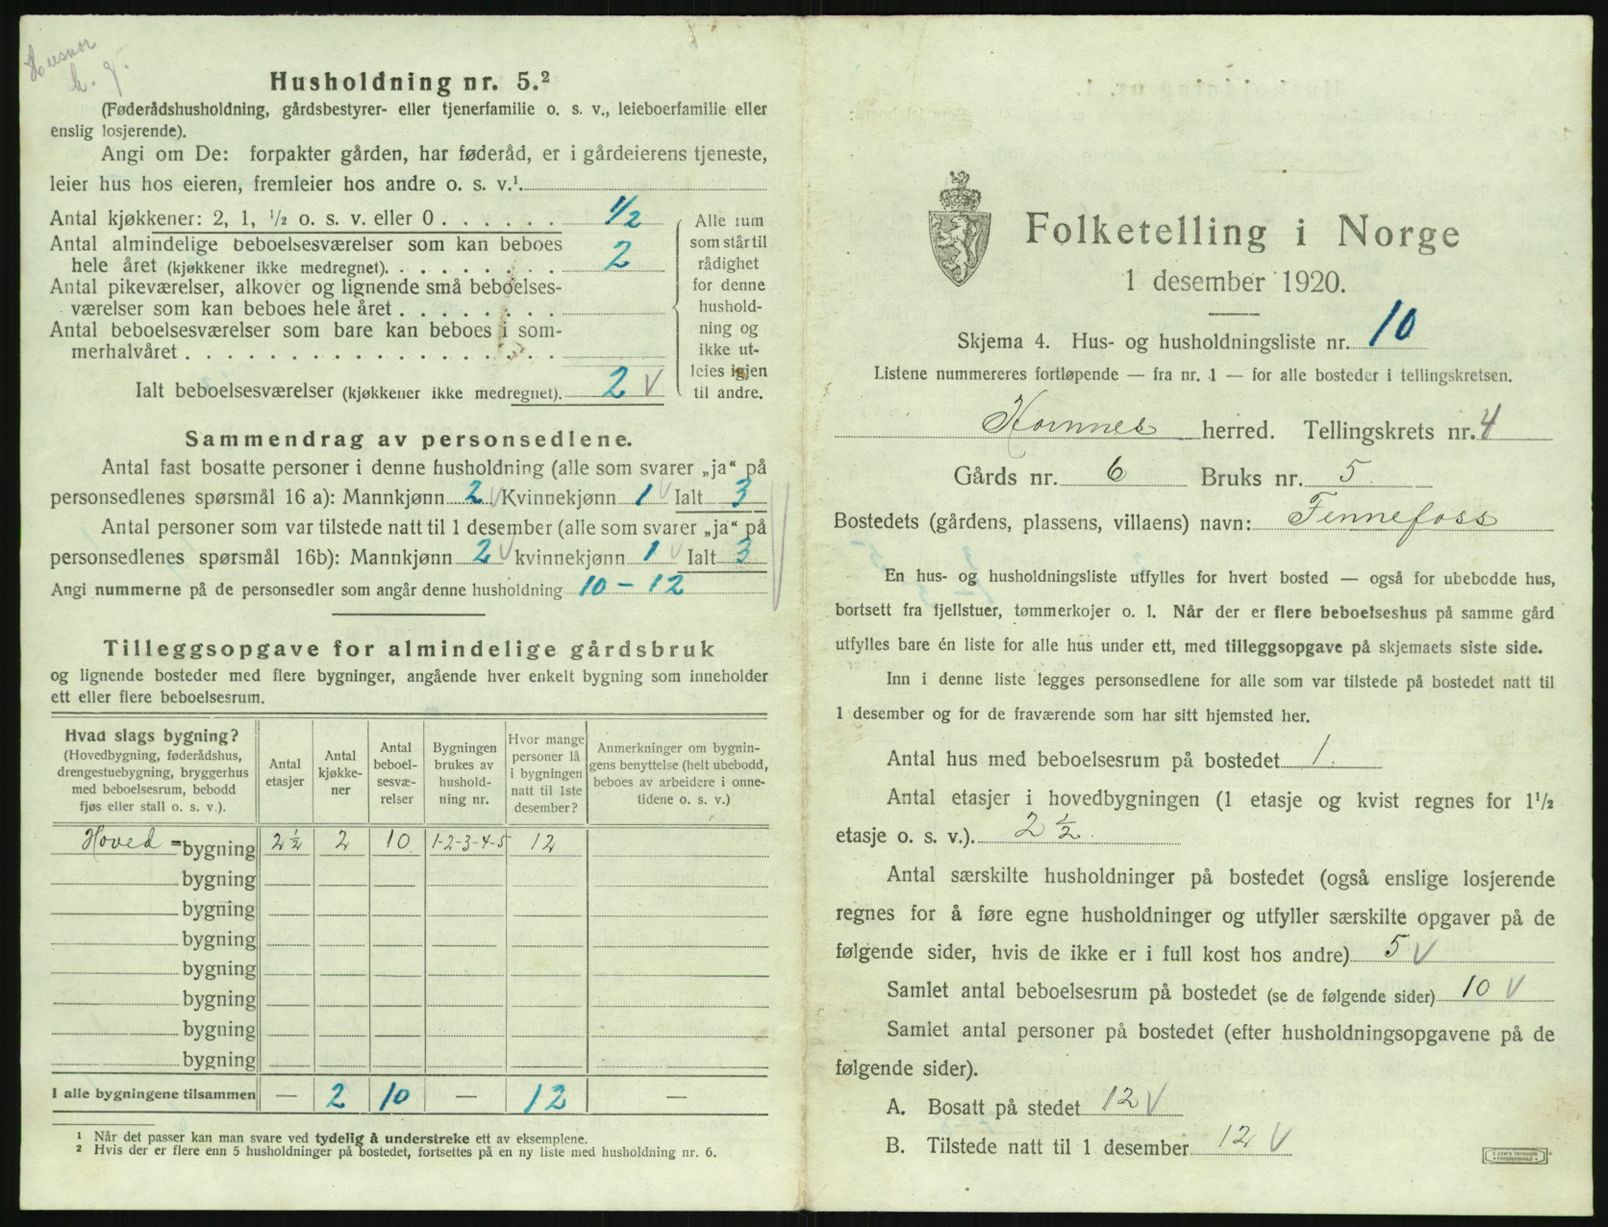 Husholdning nr. 5.²
(Føderådshusholdning, gårdsbestyrer- eller tjenerfamilie o. s. v., leieboerfamilie eller
enslig losjerende).
Angi om De: forpakter gården, har føderåd, er i gårdeierens tjeneste,
leier hus hos eieren, fremleier hos andre o. s. v.¹
Antal kjøkkener: 2, 1, ½ o. s. v. eller 0 . . . . . . 1/2
Antal almindelige beboelsesværelser som kan beboes
hele året (kjøkkener ikke medregnet). . . . . . . . . 2
Antal pikeværelser, alkover og lignende små beboelses-
værelser som kan beboes hele året . . . . . . . .
Antal beboelsesværelser som bare kan beboes i som-
merhalvåret . . . . . . . . . . . . . . . . . .
Ialt beboelsesværelser (kjøkkener ikke medregnet). 2 V
Alle rum
som står til
rådighet
for denne
hushold-
ning og
ikke ut-
leies igjen
til andre.
Sammendrag av personsedlene.
Antal fast bosatte personer i denne husholdning (alle som svarer „ja“ på
personsedlenes spørsmål 16 a): Mannkjønn 2 V Kvinnekjønn 1 V Ialt 3
Antal personer som var tilstede natt til 1 desember (alle som svarer „ja“ på
personsedlenes spørsmål 16b): Mannkjønn 2 V kvinnekjønn 1 V Ialt 3
Angi nummerne på de personsedler som angår denne husholdning 10 – 12
Tilleggsopgave for almindelige gårdsbruk
og lignende bosteder med flere bygninger, angående hver enkelt bygning som inneholder
ett eller flere beboelsesrum.
Hvad slags bygning?
(Hovedbygning, føderådshus,
drengestuebygning, bryggerhus
med beboelsesrum, bebodd
fjøs eller stall o. s. v.).
Antal
etasjer
Antal
kjøkke-
ner
Antal
beboel-
sesvæ-
relser
Bygningen
brukes av
hushold-
ning nr.
Hvor mange
personer lå
i bygningen
natt til 1ste
desember?
Anmerkninger om bygnin-
gens benyttelse (helt ubebodd,
beboes av arbeidere i onne-
tidene o. s. v.)
Hoved =bygning 2½ 2 10 1-2-3-4-5 12
bygning
bygning
bygning
bygning
bygning
bygning
bygning
I alle bygningene tilsammen — 2 10 — 12 —
¹ Når det passer kan man svare ved tydelig å understreke ett av eksemplene.
² Hvis der er flere enn 5 husholdninger på bostedet, fortsettes på en ny liste med husholdning nr. 6.
Folketelling i Norge
1 desember 1920.
Skjema 4. Hus- og husholdningsliste nr. 10
Listene nummereres fortløpende — fra nr. 1 — for alle bosteder i tellingskretsen.
Hornnes herred. Tellingskrets nr. 4
Gårds nr. 6 Bruks nr. 5
Bostedets (gårdens, plassens, villaens) navn: Fennefoss
En hus- og husholdningsliste utfylles for hvert bosted — også for ubebodde hus,
bortsett fra fjellstuer, tømmerkojer o. l. Når der er flere beboelseshus på samme gård
utfylles bare én liste for alle hus under ett, med tilleggsopgave på skjemaets siste side.
Inn i denne liste legges personsedlene for alle som var tilstede på bostedet natt til
1 desember og for de fraværende som har sitt hjemsted her.
Antal hus med beboelsesrum på bostedet 1.
Antal etasjer i hovedbygningen (1 etasje og kvist regnes for 1½
etasje o. s. v.). 2½.
Antal særskilte husholdninger på bostedet (også enslige losjerende
regnes for å føre egne husholdninger og utfyller særskilte opgaver på de
følgende sider, hvis de ikke er i full kost hos andre) 5 V
Samlet antal beboelsesrum på bostedet (se de følgende sider) 10 V
Samlet antal personer på bostedet (efter husholdningsopgavene på de
følgende sider).
A. Bosatt på stedet 12 V
B. Tilstede natt til 1 desember 12 V